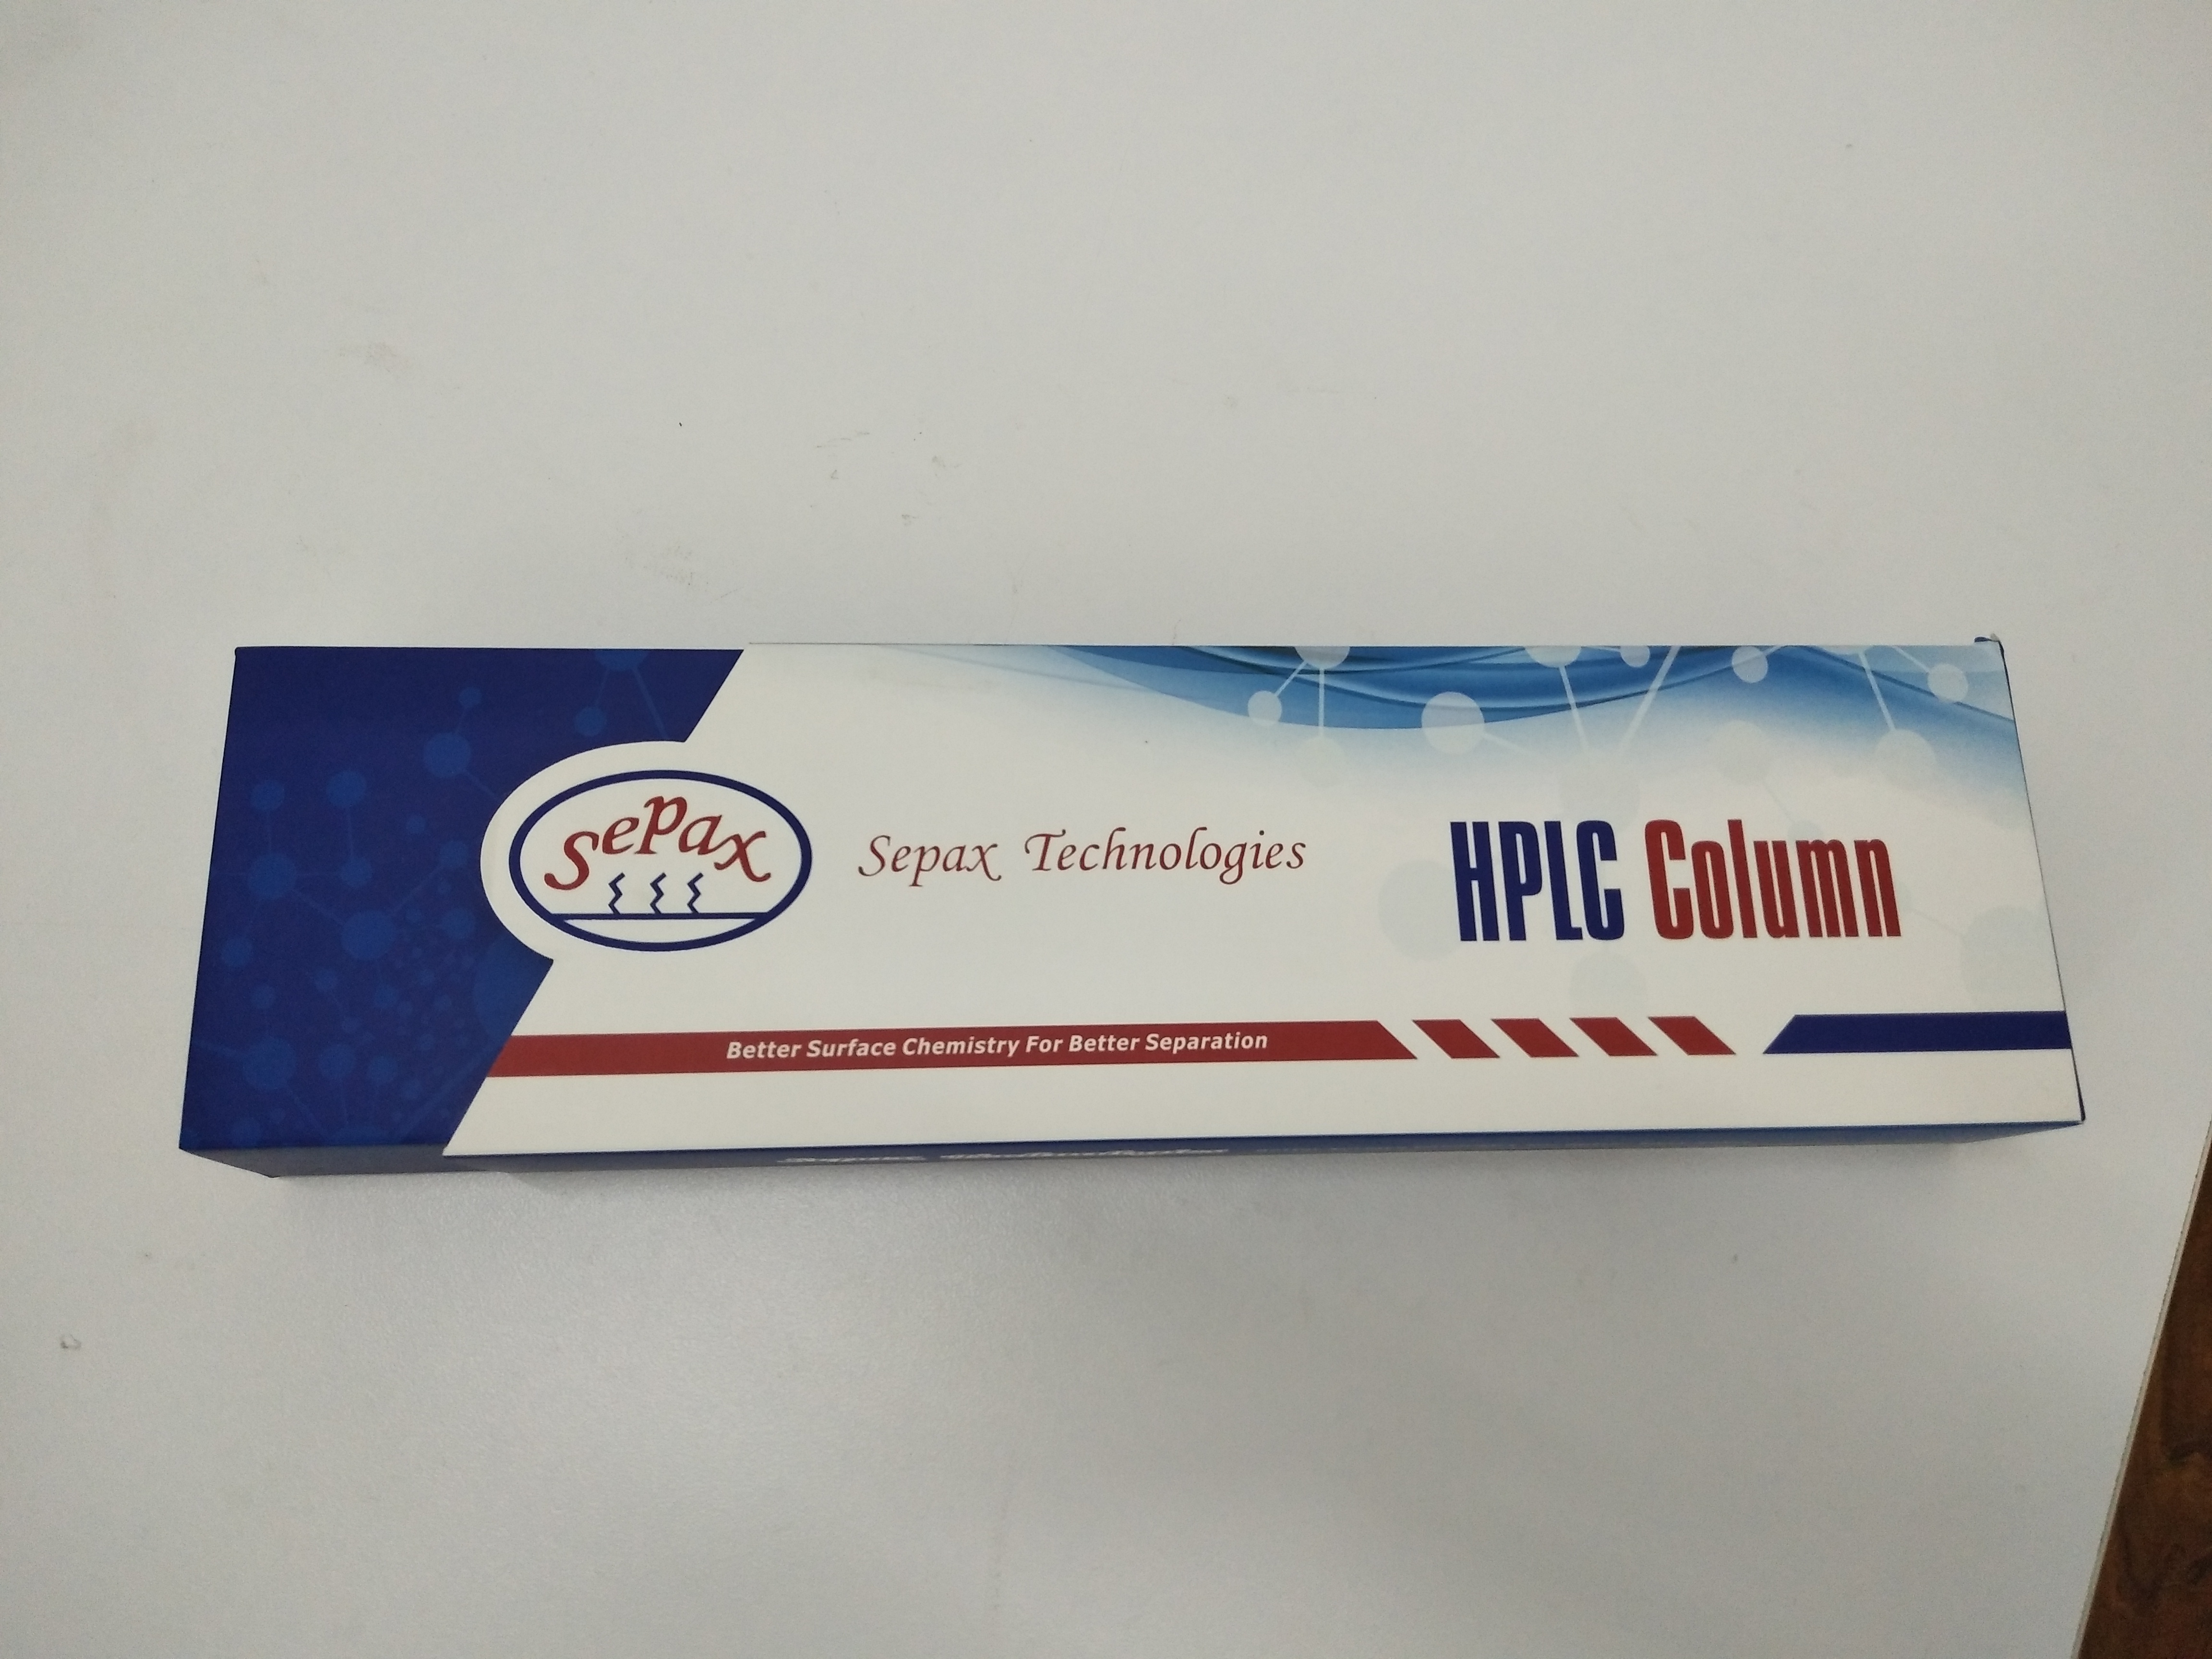 Sepax
Sepax Technologies
HPLC Column
Better Surface Chemistry For Better Separation